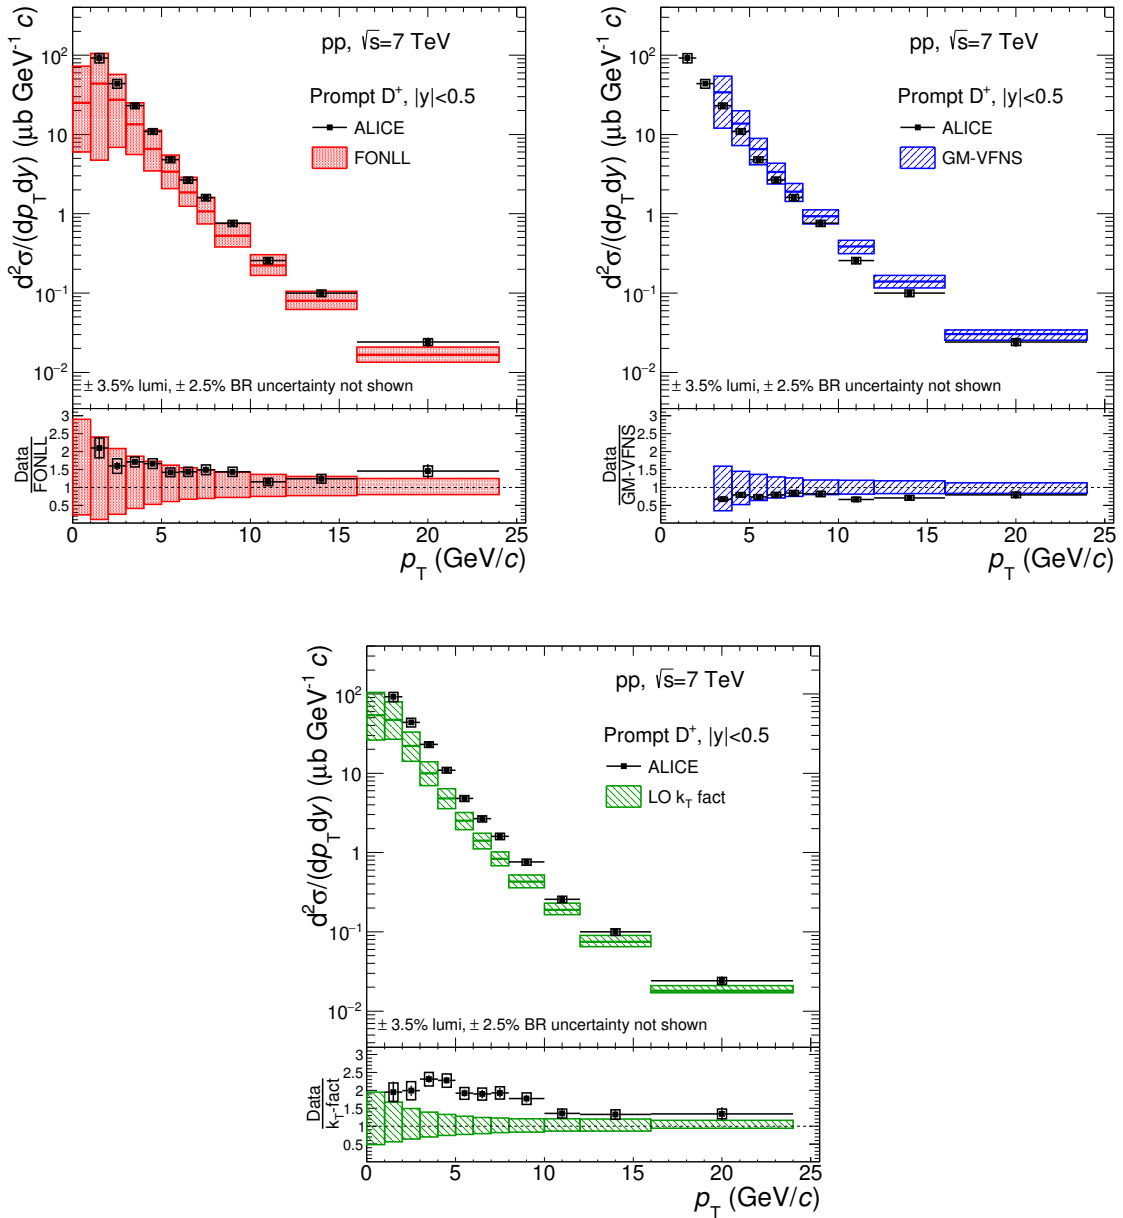 d²σ/(dp_T dy) (μb GeV⁻¹ c)
10²
10
1
10⁻¹
10⁻²
pp, √s=7 TeV
Prompt D⁺, |y|<0.5
ALICE
FONLL
± 3.5% lumi, ± 2.5% BR uncertainty not shown
Data
FONLL
3
2.5
2
1.5
1
0.5
0 5 10 15 20 25
p_T (GeV/c)
d²σ/(dp_T dy) (μb GeV⁻¹ c)
10²
10
1
10⁻¹
10⁻²
pp, √s=7 TeV
Prompt D⁺, |y|<0.5
ALICE
GM-VFNS
± 3.5% lumi, ± 2.5% BR uncertainty not shown
Data
GM-VFNS
3
2.5
2
1.5
1
0.5
0 5 10 15 20 25
p_T (GeV/c)
d²σ/(dp_T dy) (μb GeV⁻¹ c)
10²
10
1
10⁻¹
10⁻²
pp, √s=7 TeV
Prompt D⁺, |y|<0.5
ALICE
LO k_T fact
± 3.5% lumi, ± 2.5% BR uncertainty not shown
Data
k_T-fact
3
2.5
2
1.5
1
0.5
0 5 10 15 20 25
p_T (GeV/c)